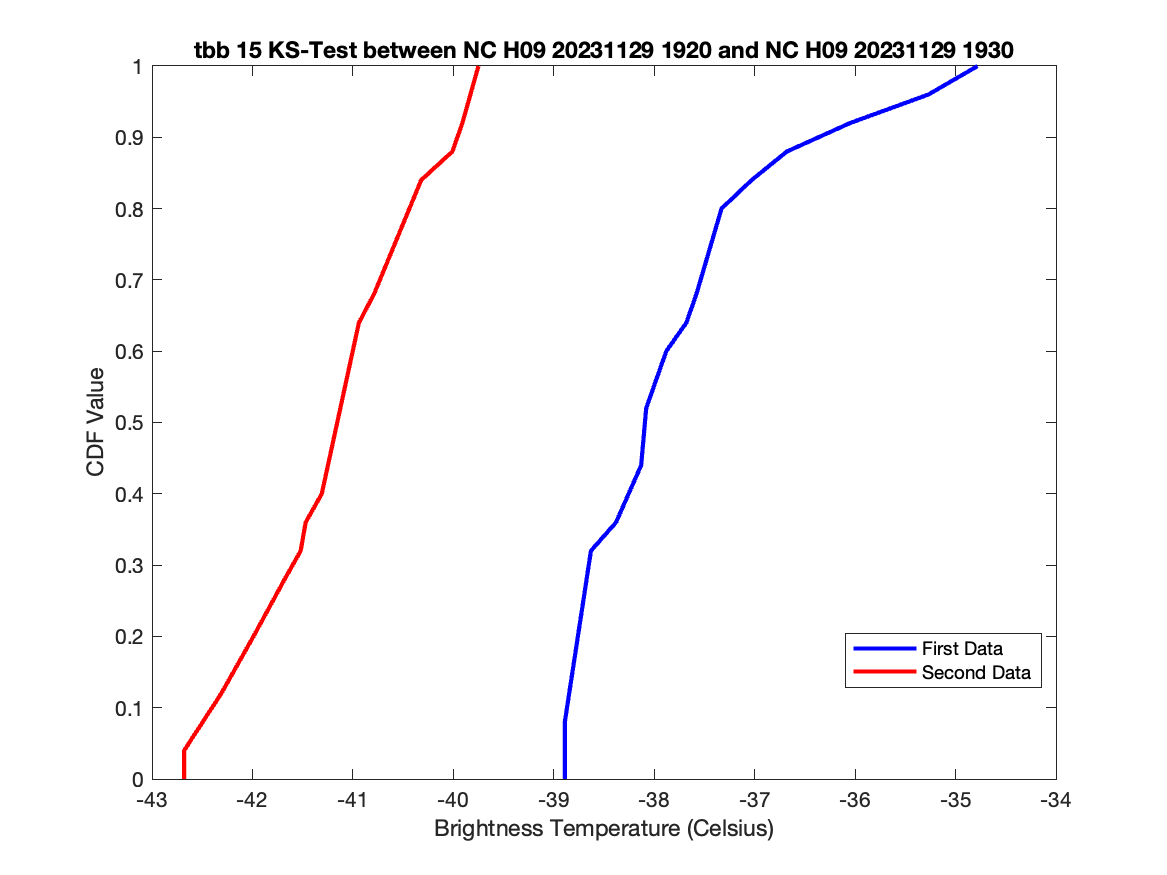 tbb 15 KS-Test between NC H09 20231129 1920 and NC H09 20231129 1930
1
0.9
0.8
0.7
0.6
0.5
0.4
0.3
0.2
0.1
0
CDF Value
First Data
Second Data
-43 -42 -41 -40 -39 -38 -37 -36 -35 -34
Brightness Temperature (Celsius)